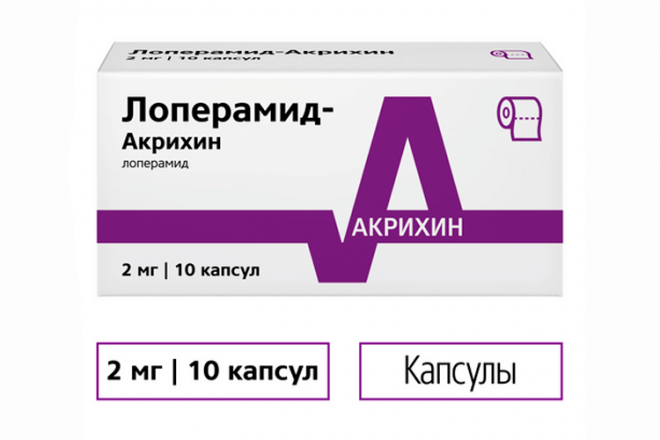 Лоперамид-Акрихин
2 мг | 10 капсул
Лоперамид-
Акрихин
лоперамид
АКРИХИН
2 мг | 10 капсул
2 мг | 10 капсул
Капсулы